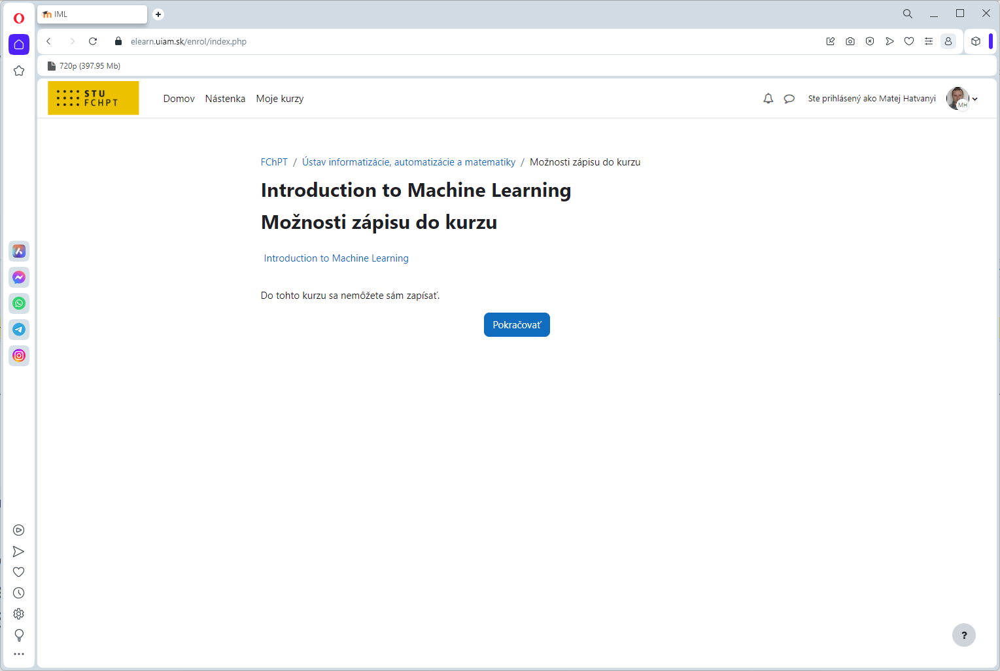 IML
elearn.uiam.sk/enrol/index.php
720p (397.95 Mb)
STU
FCHPT
Domov Nástenka Moje kurzy
Ste prihlásený ako Matej Hatvanyi
MH
FChPT / Ústav informatizácie, automatizácie a matematiky / Možnosti zápisu do kurzu
Introduction to Machine Learning
Možnosti zápisu do kurzu
Introduction to Machine Learning
Do tohto kurzu sa nemôžete sám zapísať.
Pokračovať
?